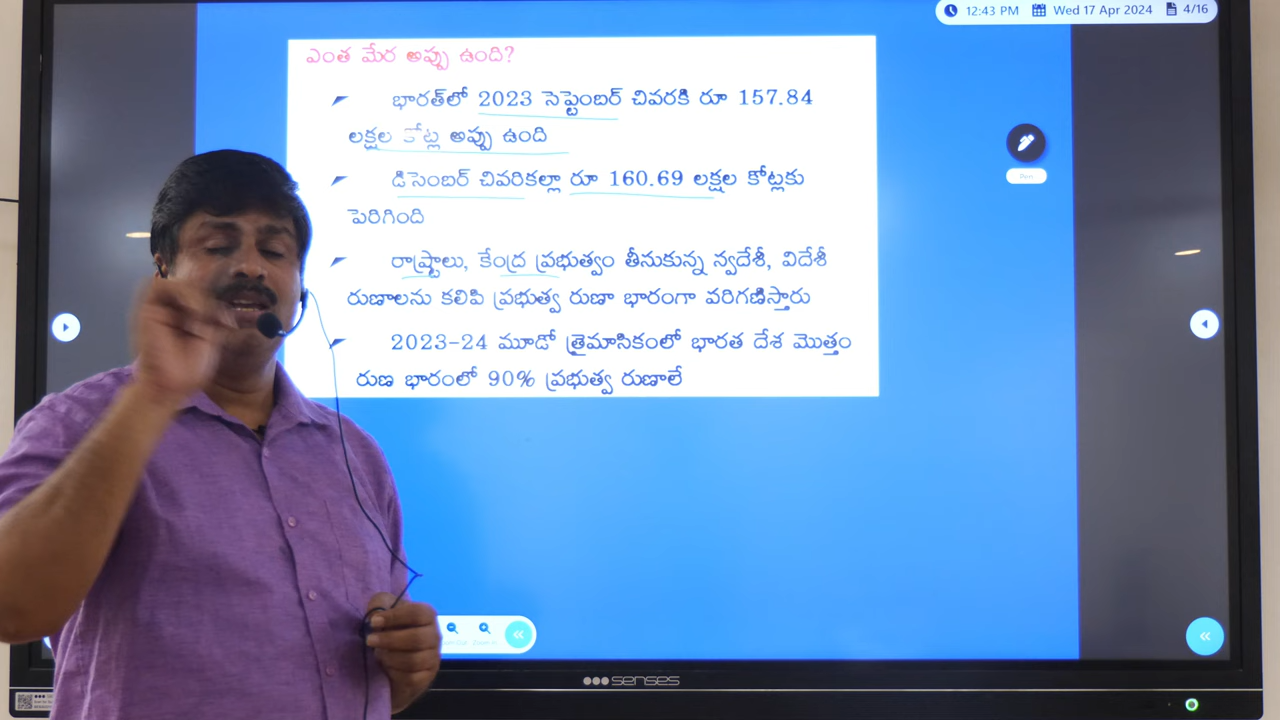 12:43 PM Wed 17 Apr 2024 4/16
ఎంత మేర అప్పు ఉంది?
భారత్‌లో 2023 సెప్టెంబర్ చివరకి రూ 157.84
లక్షల కోట్ల అప్పు ఉంది
డిసెంబర్ చివరికల్లా రూ 160.69 లక్షల కోట్లకు
పెరిగింది
రాష్ట్రాలు, కేంద్ర ప్రభుత్వం తీసుకున్న స్వదేశీ, విదేశీ
రుణాలను కలిపి ప్రభుత్వ రుణా భారంగా పరిగణిస్తారు
2023-24 మూడో త్రైమాసికంలో భారత దేశ మొత్తం
రుణ భారంలో 90% ప్రభుత్వ రుణాలే
Pen
senses